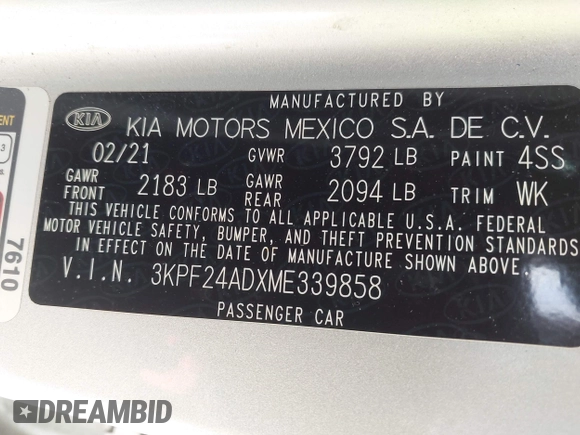 MANUFACTURED BY
KIA KIA MOTORS MEXICO S.A. DE C.V.
02/21 GVWR 3792 LB PAINT 4SS
GAWR FRONT 2183 LB GAWR REAR 2094 LB TRIM WK
THIS VEHICLE CONFORMS TO ALL APPLICABLE U.S.A. FEDERAL
MOTOR VEHICLE SAFETY, BUMPER, AND THEFT PREVENTION STANDARDS
IN EFFECT ON THE DATE OF MANUFACTURE SHOWN ABOVE.
V.I.N. 3KPF24ADXME339858
PASSENGER CAR
7610
DREAMBID